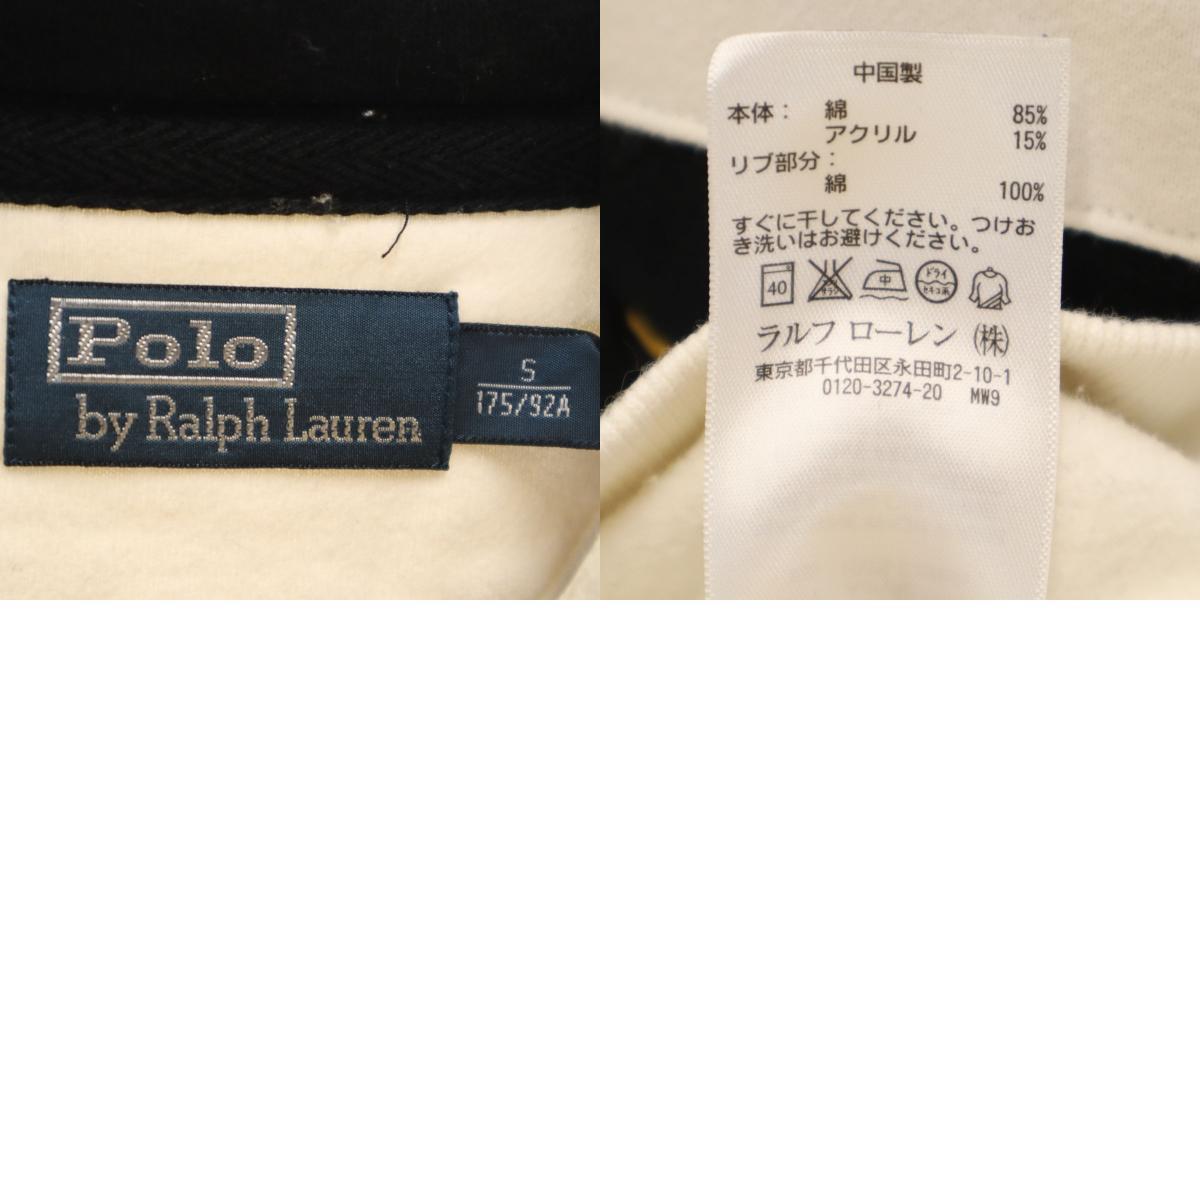 Polo
by Ralph Lauren
S
175/92A
中国製
本体： 綿 85%
アクリル 15%
リブ部分：
綿 100%
すぐに干してください。つけお
き洗いはお避けください。
40 中 ドライ
セキユ系
ラルフ ローレン (株)
東京都千代田区永田町2-10-1
0120-3274-20 MW9